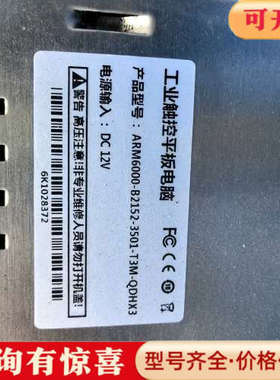 工业触控平板电脑
产品型号：ARM6000-B2152-3501-T3M-QDHX3
电源输入：DC 12V
警告 高压注意!非专业维修人员请勿打开机盖!
6K1028372
FC CE
询有惊喜
型号齐全·价格